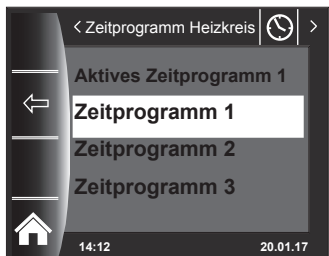 < Zeitprogramm Heizkreis >
Aktives Zeitprogramm 1
Zeitprogramm 1
Zeitprogramm 2
Zeitprogramm 3
14:12 20.01.17